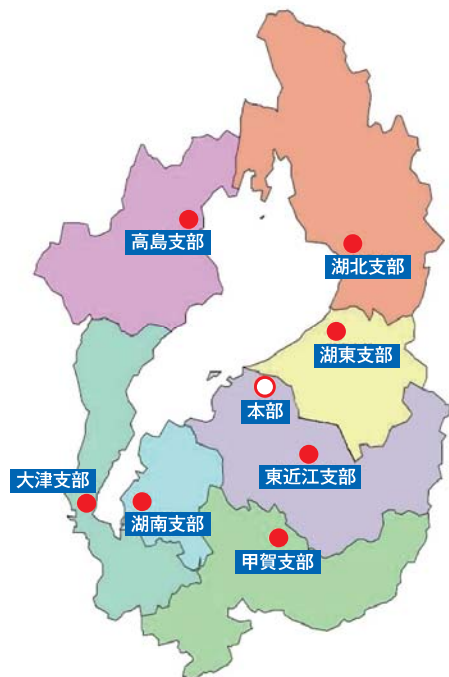 高島支部
湖北支部
湖東支部
本部
東近江支部
大津支部
湖南支部
甲賀支部